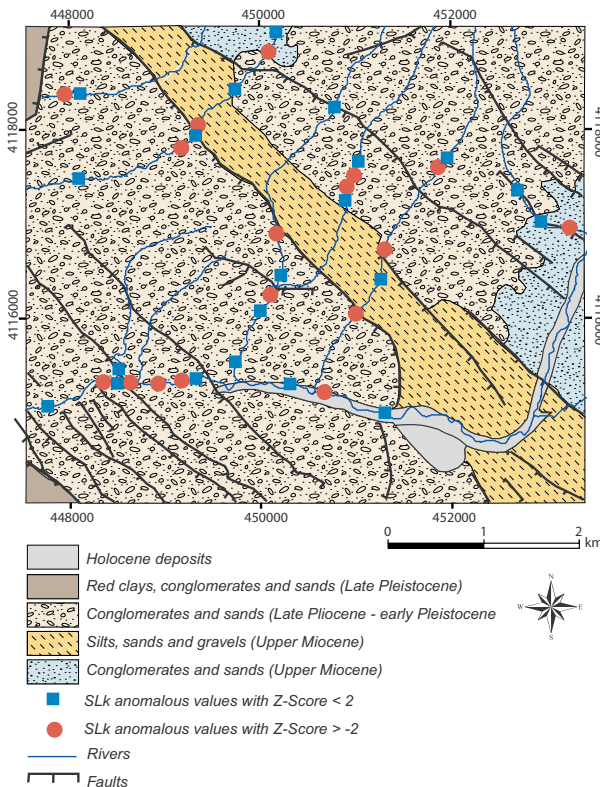 448000 450000 452000
4118000 4118000
4116000 4116000
448000 450000 452000
0 1 2
km
Holocene deposits
Red clays, conglomerates and sands (Late Pleistocene)
Conglomerates and sands (Late Pliocene - early Pleistocene
Silts, sands and gravels (Upper Miocene)
Conglomerates and sands (Upper Miocene)
SLk anomalous values with Z-Score < 2
SLk anomalous values with Z-Score > -2
Rivers
Faults
N
W E
S